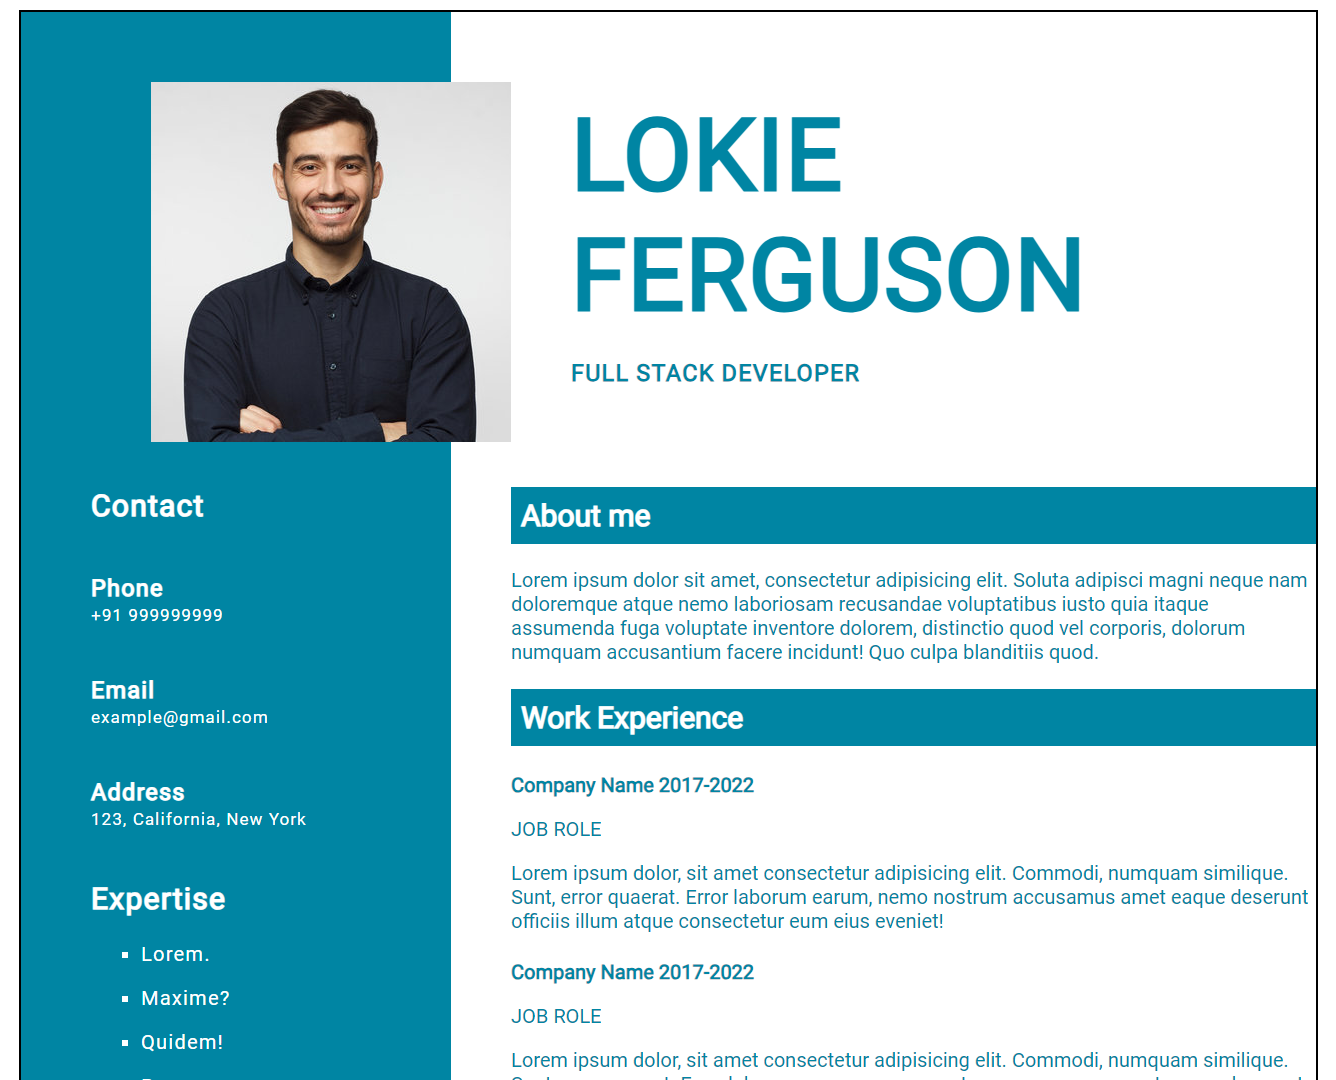 LOKIE
FERGUSON
FULL STACK DEVELOPER
Contact
Phone
+91 999999999
Email
example@gmail.com
Address
123, California, New York
Expertise
Lorem.
Maxime?
Quidem!
About me
Lorem ipsum dolor sit amet, consectetur adipisicing elit. Soluta adipisci magni neque nam
doloremque atque nemo laboriosam recusandae voluptatibus iusto quia itaque
assumenda fuga voluptate inventore dolorem, distinctio quod vel corporis, dolorum
numquam accusantium facere incidunt! Quo culpa blanditiis quod.
Work Experience
Company Name 2017-2022
JOB ROLE
Lorem ipsum dolor, sit amet consectetur adipisicing elit. Commodi, numquam similique.
Sunt, error quaerat. Error laborum earum, nemo nostrum accusamus amet eaque deserunt
officiis illum atque consectetur eum eius eveniet!
Company Name 2017-2022
JOB ROLE
Lorem ipsum dolor, sit amet consectetur adipisicing elit. Commodi, numquam similique.